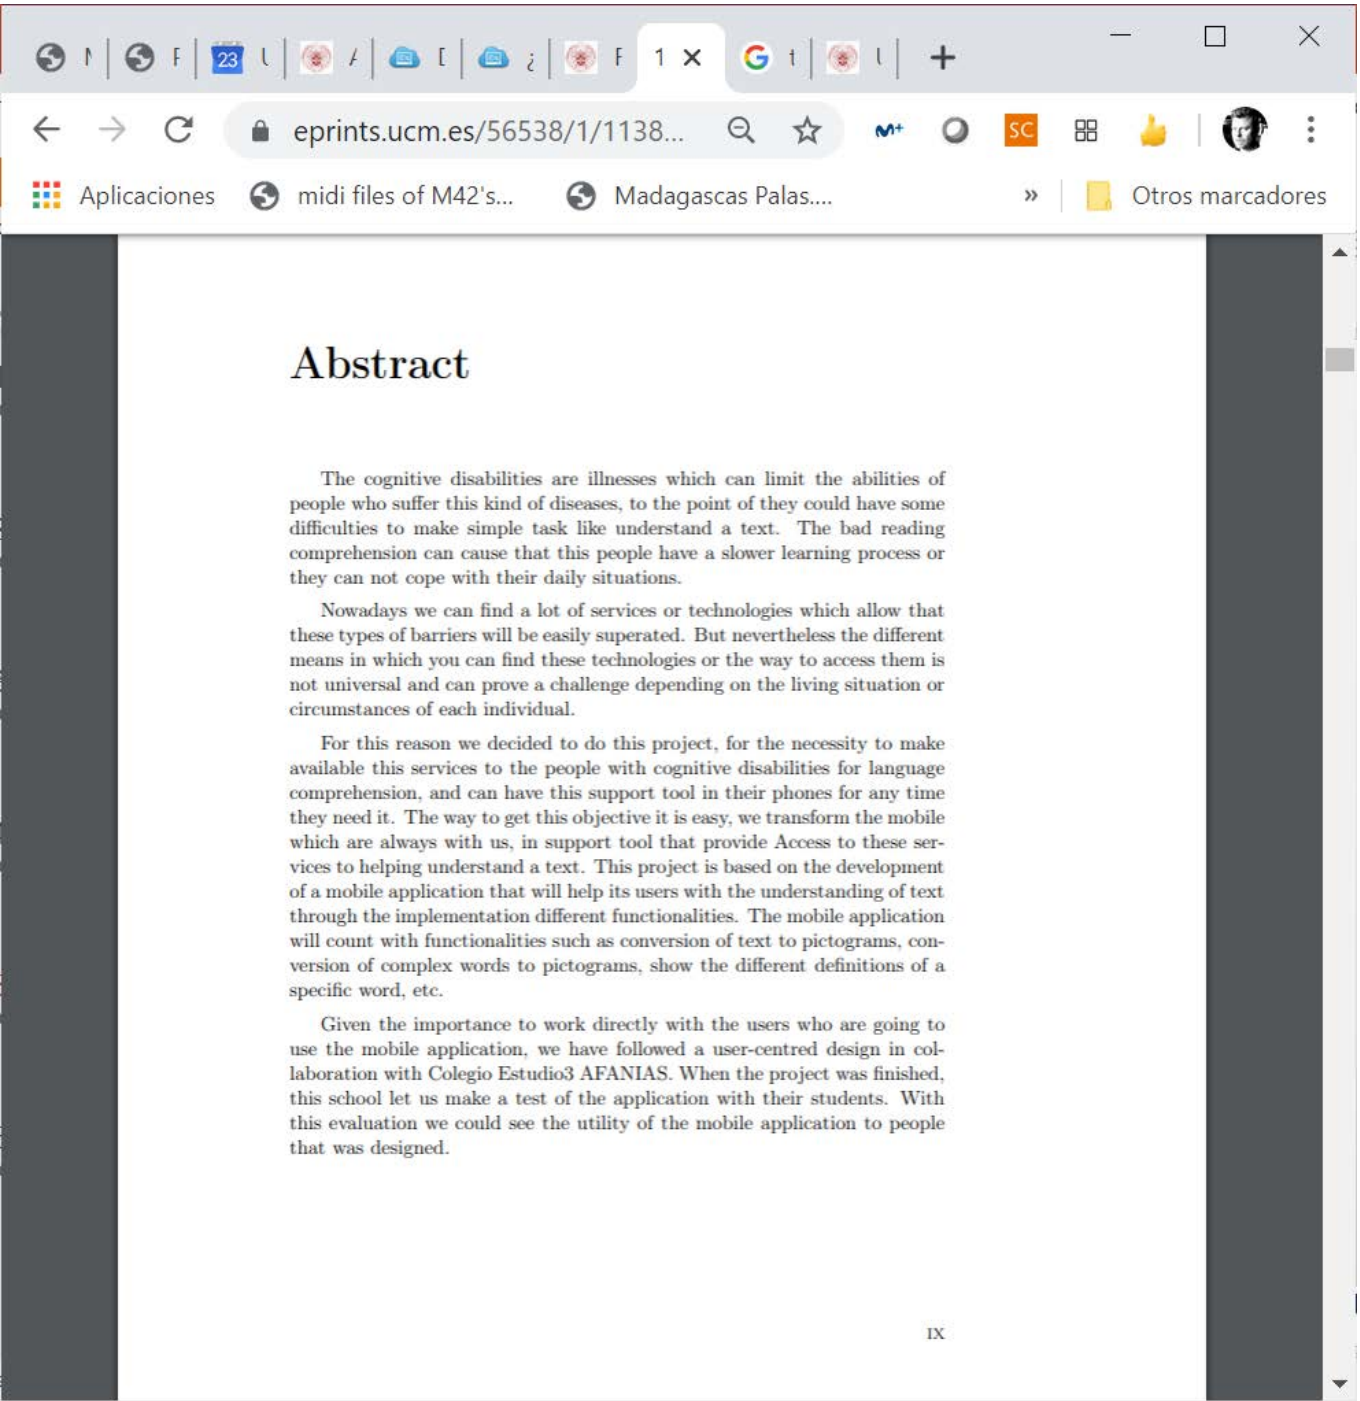 23
1
eprints.ucm.es/56538/1/1138...
M+
SC
Aplicaciones
midi files of M42's...
Madagascas Palas....
»
Otros marcadores
Abstract
The cognitive disabilities are illnesses which can limit the abilities of
people who suffer this kind of diseases, to the point of they could have some
difficulties to make simple task like understand a text. The bad reading
comprehension can cause that this people have a slower learning process or
they can not cope with their daily situations.
Nowadays we can find a lot of services or technologies which allow that
these types of barriers will be easily superated. But nevertheless the different
means in which you can find these technologies or the way to access them is
not universal and can prove a challenge depending on the living situation or
circumstances of each individual.
For this reason we decided to do this project, for the necessity to make
available this services to the people with cognitive disabilities for language
comprehension, and can have this support tool in their phones for any time
they need it. The way to get this objective it is easy, we transform the mobile
which are always with us, in support tool that provide Access to these ser-
vices to helping understand a text. This project is based on the development
of a mobile application that will help its users with the understanding of text
through the implementation different functionalities. The mobile application
will count with functionalities such as conversion of text to pictograms, con-
version of complex words to pictograms, show the different definitions of a
specific word, etc.
Given the importance to work directly with the users who are going to
use the mobile application, we have followed a user-centred design in col-
laboration with Colegio Estudio3 AFANIAS. When the project was finished,
this school let us make a test of the application with their students. With
this evaluation we could see the utility of the mobile application to people
that was designed.
IX